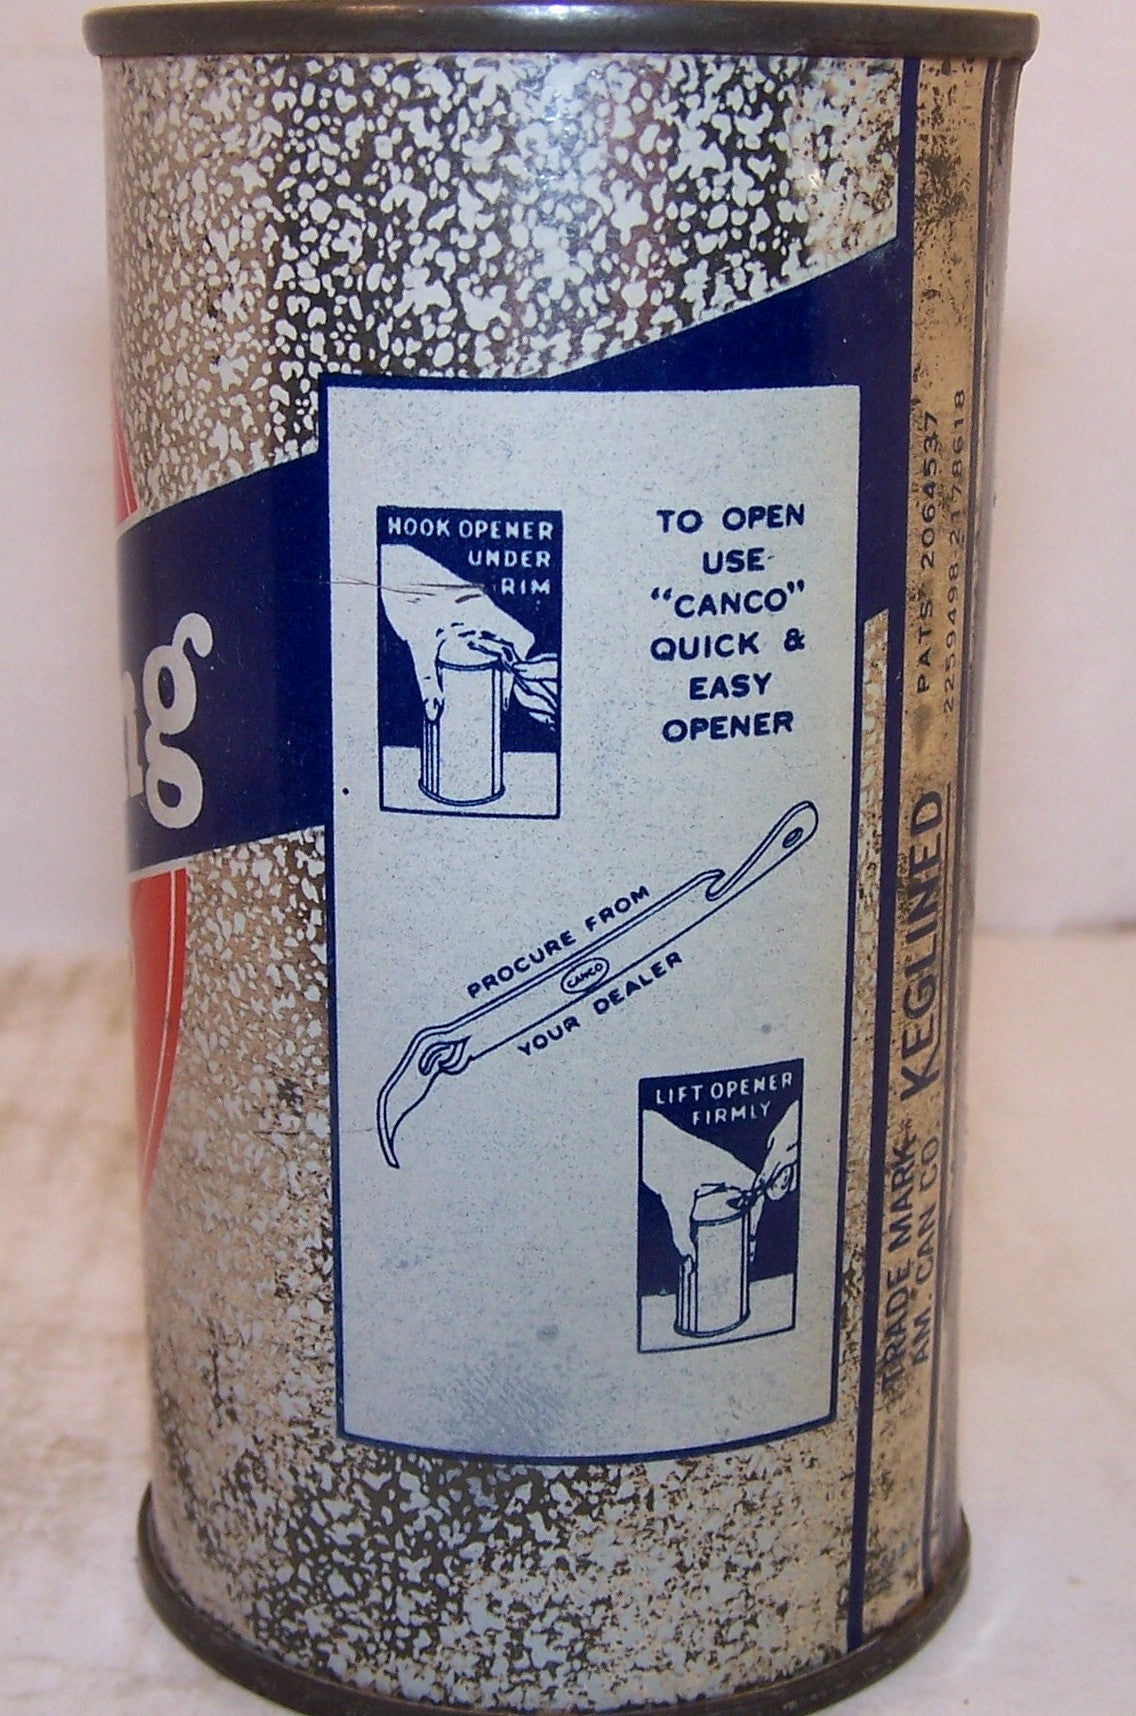 ng
HOOK OPENER
UNDER
RIM
TO OPEN
USE
"CANCO"
QUICK &
EASY
OPENER
PROCURE FROM
CANCO
YOUR DEALER
LIFT OPENER
FIRMLY
TRADE MARK KEGLINED PATS 2064537
AM. CAN CO. 2259498-2178618